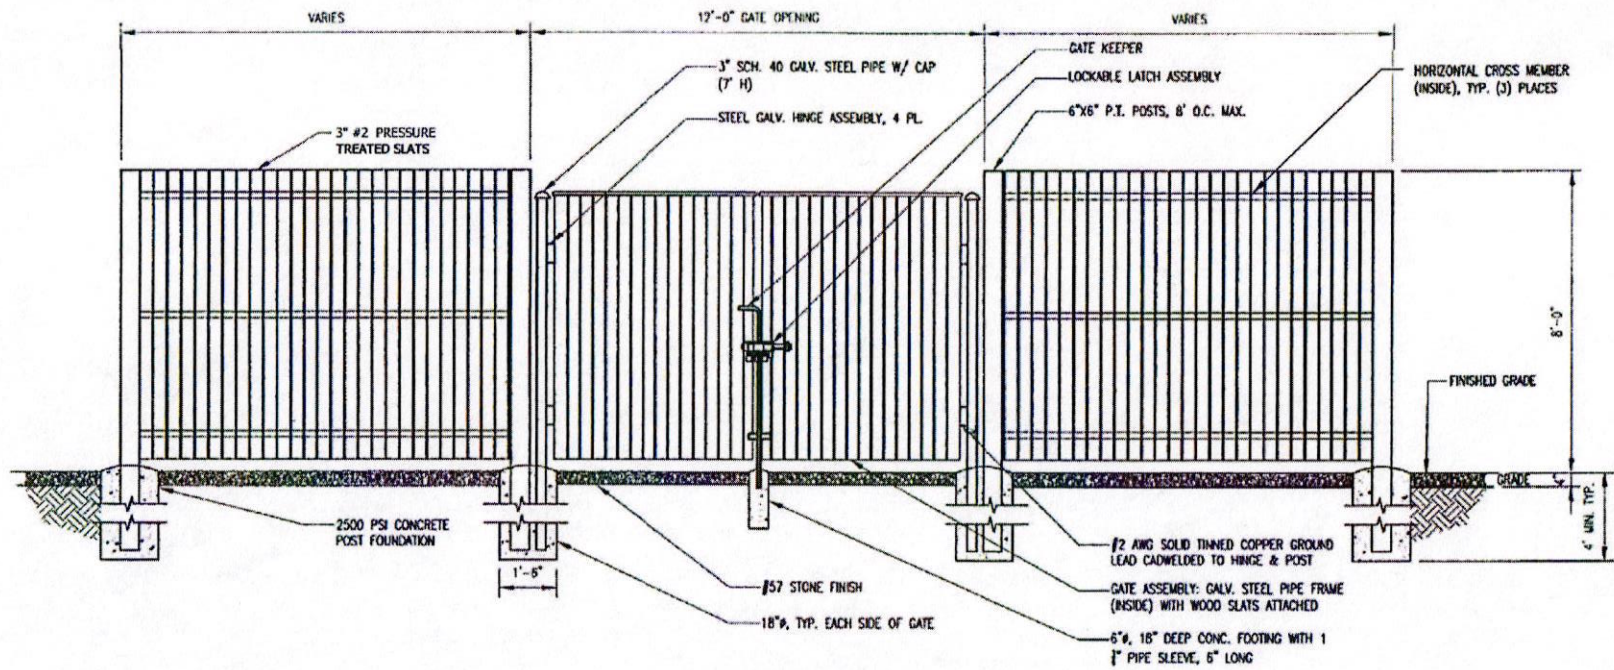 VARIES
12'-0" GATE OPENING
VARIES
GATE KEEPER
3" SCH. 40 GALV. STEEL PIPE W/ CAP
(7' H)
LOCKABLE LATCH ASSEMBLY
HORIZONTAL CROSS MEMBER
(INSIDE), TYP. (3) PLACES
STEEL GALV. HINGE ASSEMBLY, 4 PL.
6"X6" P.T. POSTS, 8' O.C. MAX.
3" #2 PRESSURE
TREATED SLATS
8'-0"
FINISHED GRADE
GRADE
4"
4' MIN. TYP.
2500 PSI CONCRETE
POST FOUNDATION
1'-6"
#57 STONE FINISH
18"ø, TYP. EACH SIDE OF GATE
#2 AWG SOLID TINNED COPPER GROUND
LEAD CADWELDED TO HINGE & POST
GATE ASSEMBLY: GALV. STEEL PIPE FRAME
(INSIDE) WITH WOOD SLATS ATTACHED
6"ø, 18" DEEP CONC. FOOTING WITH 1
PIPE SLEEVE, 6" LONG